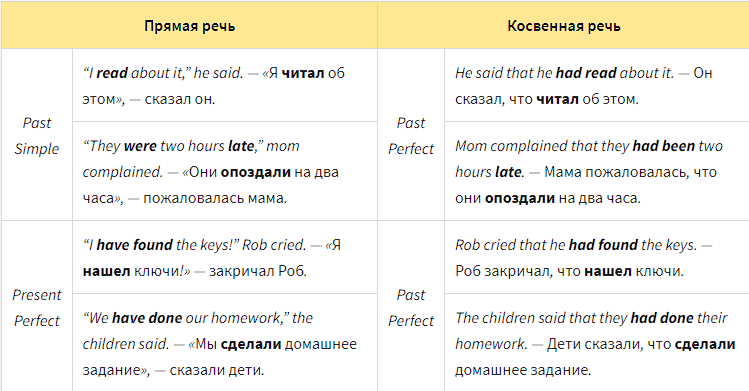 Прямая речь
Косвенная речь
Past
Simple
“I read about it,” he said. — «Я читал об
этом», — сказал он.
“They were two hours late,” mom
complained. — «Они опоздали на два
часа», — пожаловалась мама.
Past
Perfect
He said that he had read about it. — Он
сказал, что читал об этом.
Mom complained that they had been two
hours late. — Мама пожаловалась, что
они опоздали на два часа.
Present
Perfect
“I have found the keys!” Rob cried. — «Я
нашел ключи!» — закричал Роб.
“We have done our homework,” the
children said. — «Мы сделали домашнее
задание», — сказали дети.
Past
Perfect
Rob cried that he had found the keys. —
Роб закричал, что нашел ключи.
The children said that they had done their
homework. — Дети сказали, что сделали
домашнее задание.